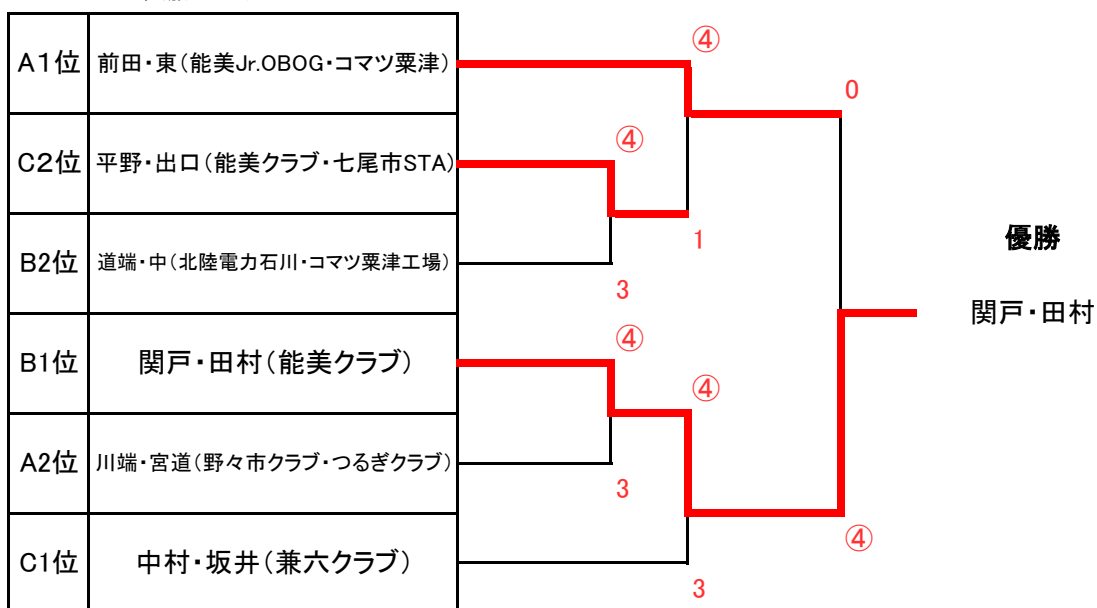 A1位 前田・東(能美Jr.OBOG・コマツ粟津)
C2位 平野・出口(能美クラブ・七尾市STA)
B2位 道端・中(北陸電力石川・コマツ粟津工場)
B1位 関戸・田村(能美クラブ)
A2位 川端・宮道(野々市クラブ・つるぎクラブ)
C1位 中村・坂井(兼六クラブ)
④
0
④
1
3
④
④
3
④
3
優勝
関戸・田村